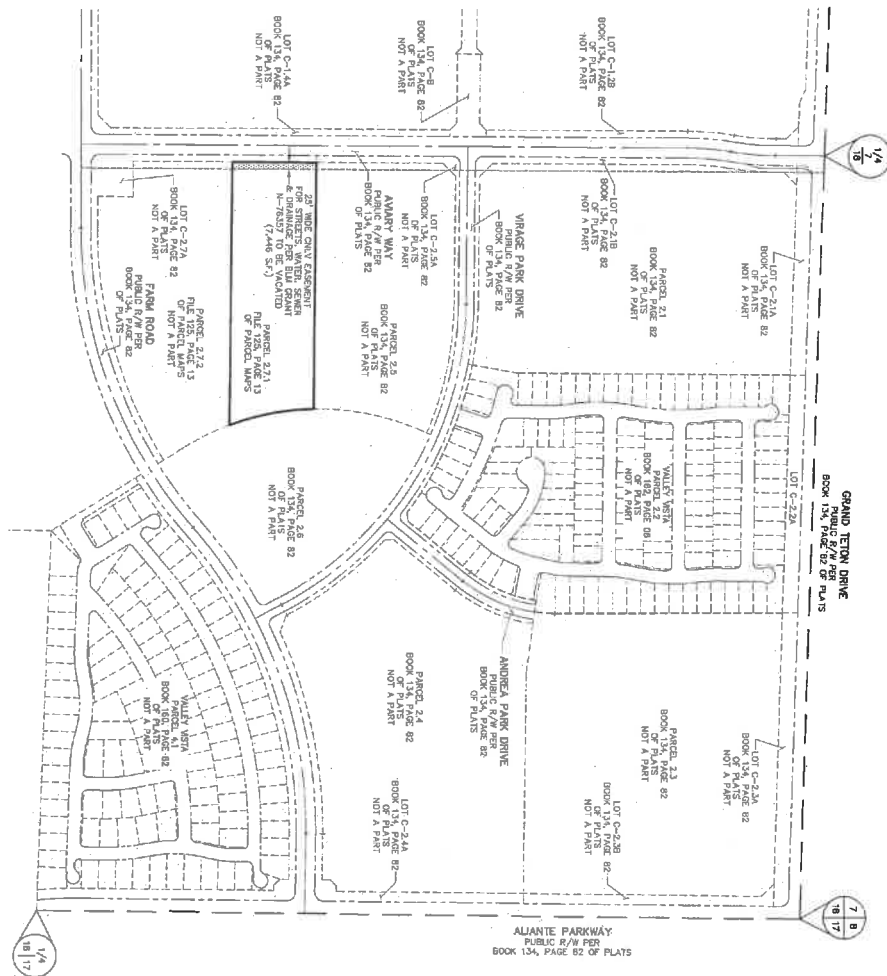 LOT C-1.4A
BOOK 134, PAGE 82
OF PLATS
NOT A PART
LOT C-B
BOOK 134, PAGE 82
OF PLATS
NOT A PART
LOT C-1.2B
BOOK 134, PAGE 82
OF PLATS
NOT A PART
1/4
7
18
LOT C-2.7A
BOOK 134, PAGE 82
OF PLATS
NOT A PART
25' WIDE CNLV EASEMENT
FOR STREETS, WATER, SEWER
& DRAINAGE PER BLM GRANT
N-76357 TO BE VACATED
(7,446 S.F.)
AVIARY WAY
PUBLIC R/W PER
BOOK 134, PAGE 82
OF PLATS
LOT C-2.5A
BOOK 134, PAGE 82
OF PLATS
NOT A PART
VIRAGE PARK DRIVE
PUBLIC R/W PER
BOOK 134, PAGE 82
OF PLATS
LOT C-2.1B
BOOK 134, PAGE 82
OF PLATS
NOT A PART
PARCEL 2.1
BOOK 134, PAGE 82
OF PLATS
NOT A PART
LOT C-2.1A
BOOK 134, PAGE 82
OF PLATS
NOT A PART
FARM ROAD
PUBLIC R/W PER
BOOK 134, PAGE 82
OF PLATS
PARCEL 2.7.2
FILE 125, PAGE 13
OF PARCEL MAPS
NOT A PART
PARCEL 2.7.1
FILE 125, PAGE 13
OF PARCEL MAPS
PARCEL 2.5
BOOK 134, PAGE 82
OF PLATS
NOT A PART
PARCEL 2.6
BOOK 134, PAGE 82
OF PLATS
NOT A PART
VALLEY VISTA
PARCEL 2.2
BOOK 162, PAGE 08
OF PLATS
NOT A PART
LOT C-2.2A
GRAND TETON DRIVE
PUBLIC R/W PER
BOOK 134, PAGE 82 OF PLATS
VALLEY VISTA
PARCEL 4.1
BOOK 160, PAGE 82
OF PLATS
NOT A PART
PARCEL 2.4
BOOK 134, PAGE 82
OF PLATS
NOT A PART
ANDREA PARK DRIVE
PUBLIC R/W PER
BOOK 134, PAGE 82
OF PLATS
PARCEL 2.3
BOOK 134, PAGE 82
OF PLATS
NOT A PART
LOT C-2.3A
BOOK 134, PAGE 82
OF PLATS
NOT A PART
LOT C-2.4A
BOOK 134, PAGE 82
OF PLATS
NOT A PART
LOT C-2.3B
BOOK 134, PAGE 82
OF PLATS
NOT A PART
7 8
18 17
ALIANTE PARKWAY
PUBLIC R/W PER
BOOK 134, PAGE 82 OF PLATS
1/4
18 17